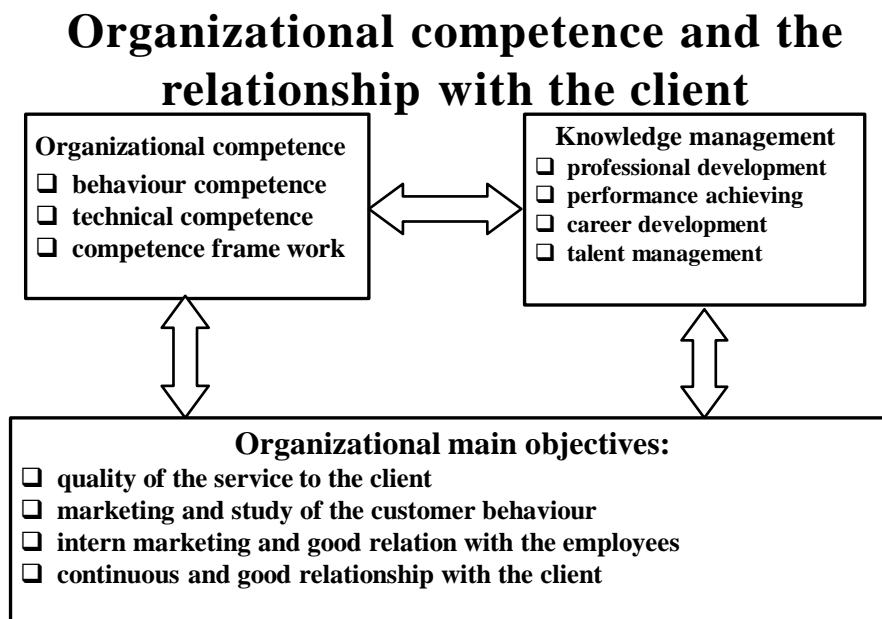 Organizational competence and the
relationship with the client
Organizational competence
❑ behaviour competence
❑ technical competence
❑ competence frame work
Knowledge management
❑ professional development
❑ performance achieving
❑ career development
❑ talent management
Organizational main objectives:
❑ quality of the service to the client
❑ marketing and study of the customer behaviour
❑ intern marketing and good relation with the employees
❑ continuous and good relationship with the client